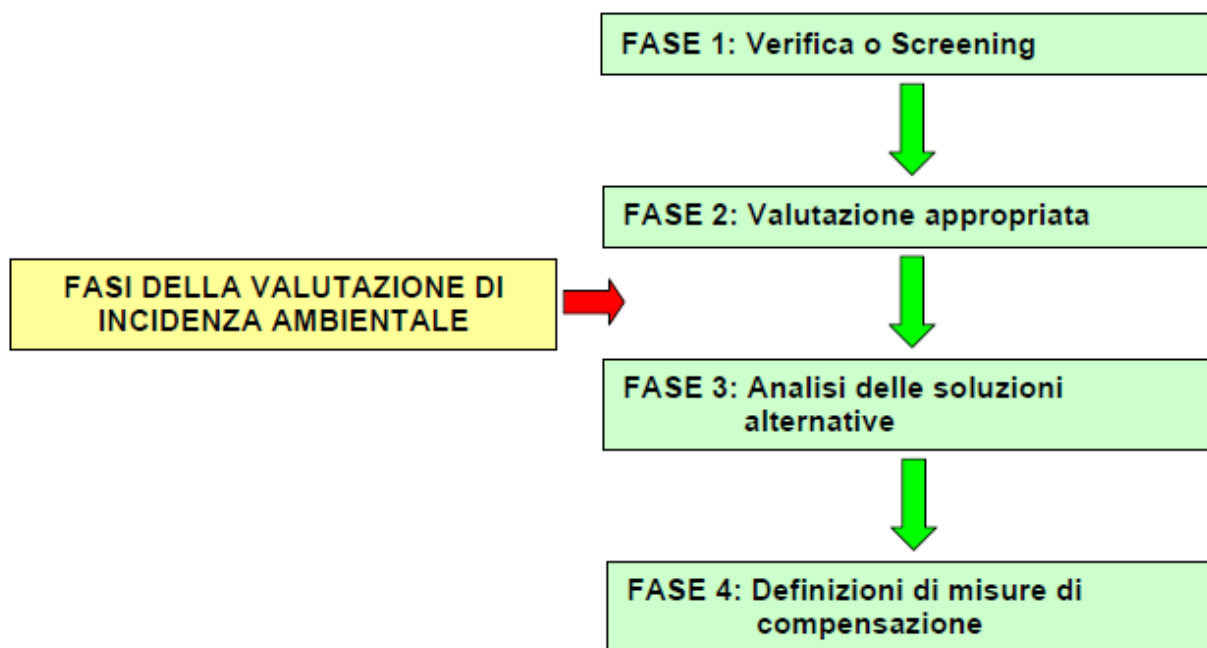 FASE 1: Verifica o Screening
FASE 2: Valutazione appropriata
FASI DELLA VALUTAZIONE DI
INCIDENZA AMBIENTALE
FASE 3: Analisi delle soluzioni
alternative
FASE 4: Definizioni di misure di
compensazione